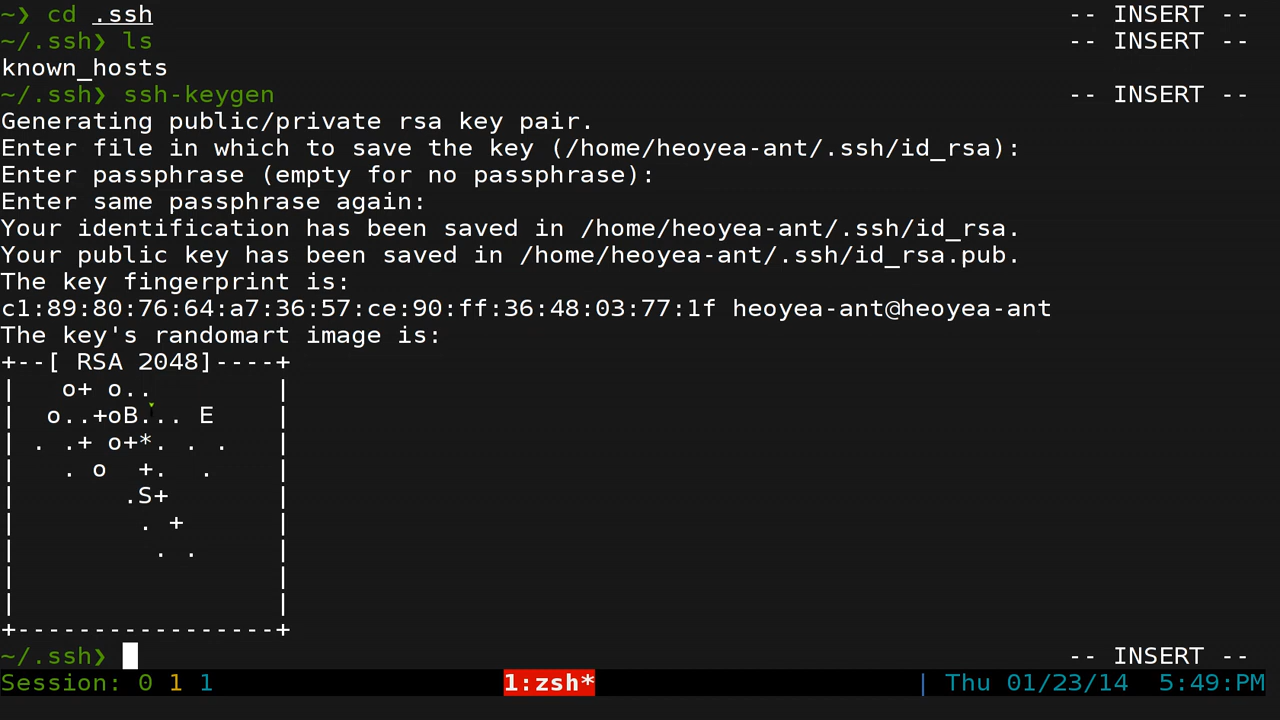 ~❯ cd .ssh -- INSERT --
~/.ssh❯ ls -- INSERT --
known_hosts
~/.ssh❯ ssh-keygen -- INSERT --
Generating public/private rsa key pair.
Enter file in which to save the key (/home/heoyea-ant/.ssh/id_rsa):
Enter passphrase (empty for no passphrase):
Enter same passphrase again:
Your identification has been saved in /home/heoyea-ant/.ssh/id_rsa.
Your public key has been saved in /home/heoyea-ant/.ssh/id_rsa.pub.
The key fingerprint is:
c1:89:80:76:64:a7:36:57:ce:90:ff:36:48:03:77:1f heoyea-ant@heoyea-ant
The key's randomart image is:
+--[ RSA 2048]----+
|   o+ o..        |
|  o..+oB... E    |
| . .+ o+*. . .   |
|   . o  +.  .    |
|       .S+       |
|        . +      |
|         . .     |
|                 |
|                 |
+-----------------+
~/.ssh❯ -- INSERT --
Session: 0 1 1 1:zsh* | Thu 01/23/14 5:49:PM